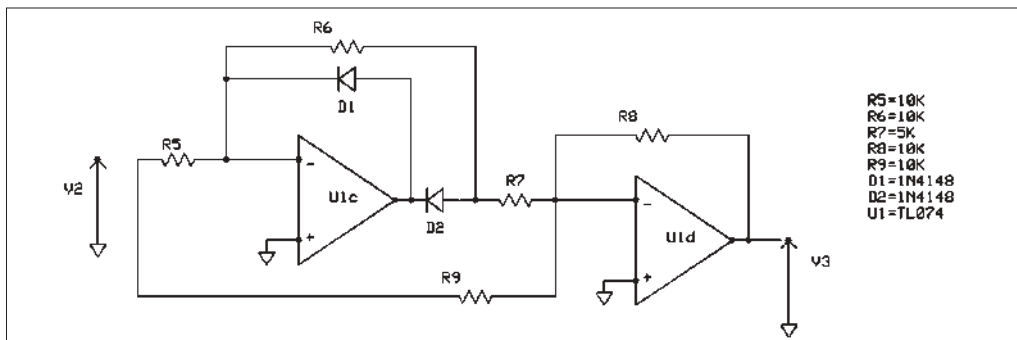 R6
D1
R5
-
U1c
+
D2
R7
R8
-
U1d
+
R9
V2
V3
R5=10K
R6=10K
R7=5K
R8=10K
R9=10K
D1=1N4148
D2=1N4148
U1=TL074